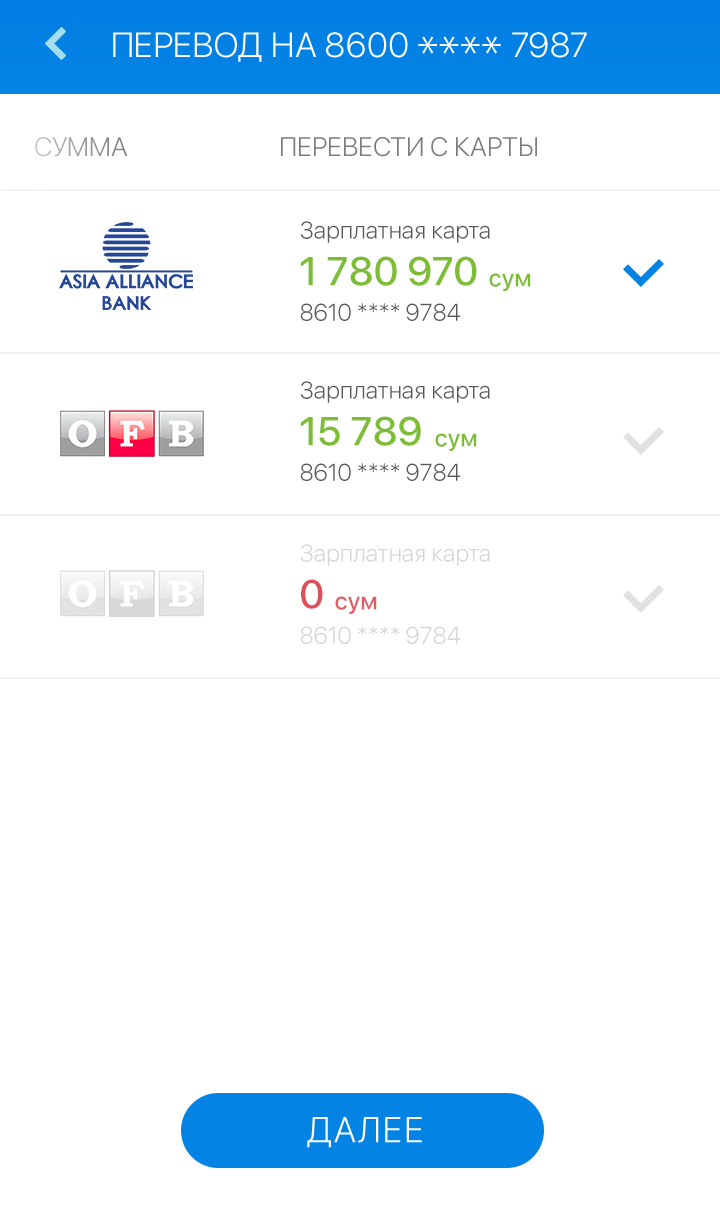 ПЕРЕВОД НА 8600 **** 7987
СУММА ПЕРЕВЕСТИ С КАРТЫ
ASIA ALLIANCE
BANK
Зарплатная карта
1 780 970 сум
8610 **** 9784
OFB
Зарплатная карта
15 789 сум
8610 **** 9784
OFB
Зарплатная карта
0 сум
8610 **** 9784
ДАЛЕЕ